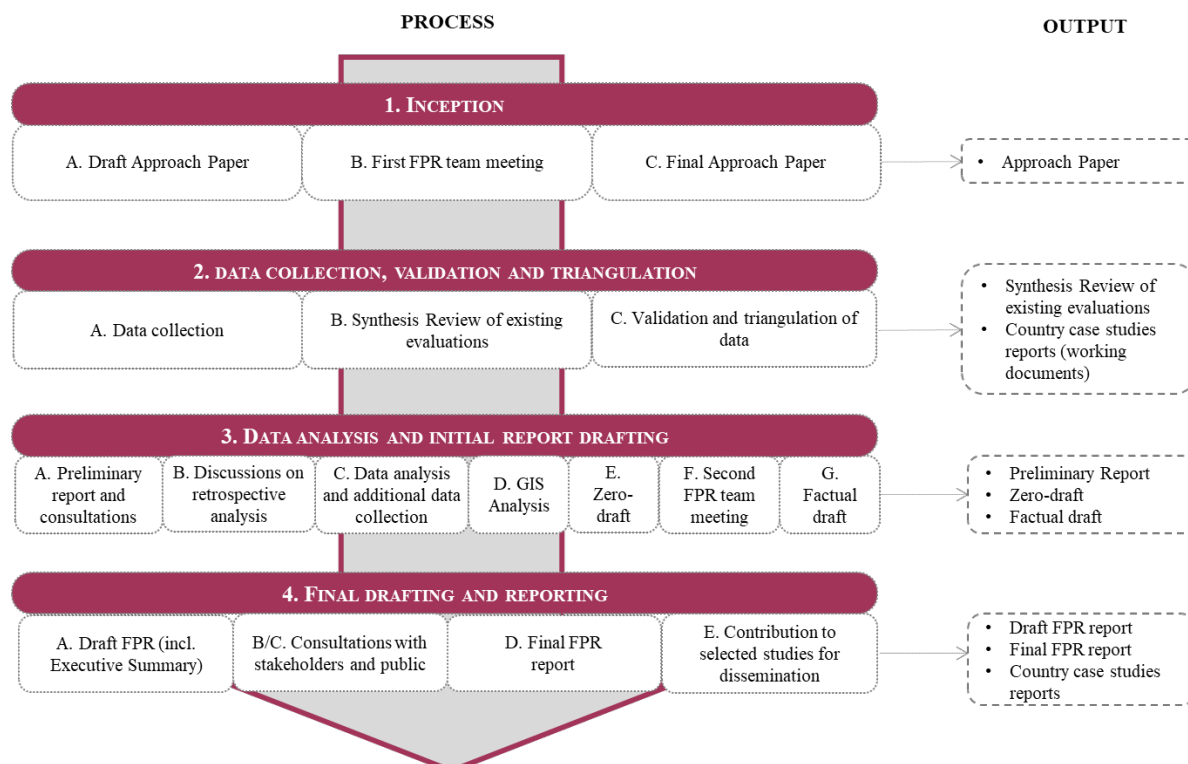 PROCESS
OUTPUT
1. INCEPTION
A. Draft Approach Paper
B. First FPR team meeting
C. Final Approach Paper
• Approach Paper
2. DATA COLLECTION, VALIDATION AND TRIANGULATION
A. Data collection
B. Synthesis Review of existing
evaluations
C. Validation and triangulation of
data
• Synthesis Review of
existing evaluations
• Country case studies
reports (working
documents)
3. DATA ANALYSIS AND INITIAL REPORT DRAFTING
A. Preliminary
report and
consultations
B. Discussions on
retrospective
analysis
C. Data analysis
and additional data
collection
D. GIS
Analysis
E.
Zero-
draft
F. Second
FPR team
meeting
G.
Factual
draft
• Preliminary Report
• Zero-draft
• Factual draft
4. FINAL DRAFTING AND REPORTING
A. Draft FPR (incl.
Executive Summary)
B/C. Consultations with
stakeholders and public
D. Final FPR
report
E. Contribution to
selected studies for
dissemination
• Draft FPR report
• Final FPR report
• Country case studies
reports